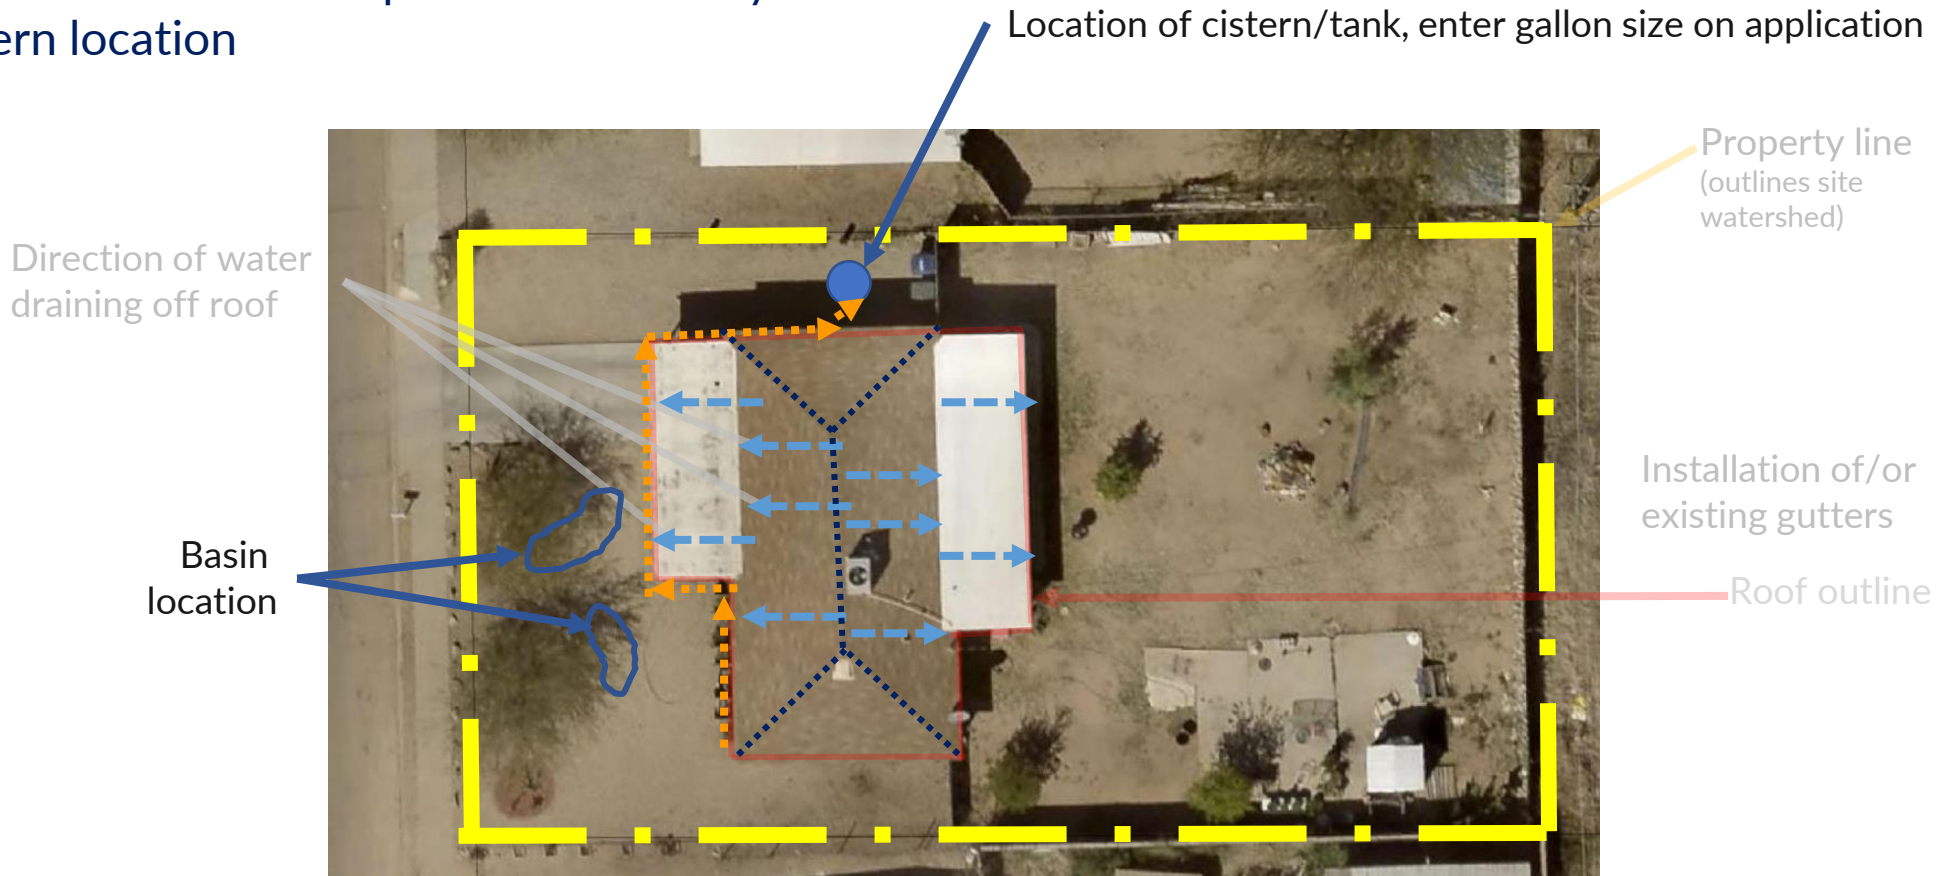 ern location
Location of cistern/tank, enter gallon size on application
Property line
(outlines site
watershed)
Direction of water
draining off roof
Installation of/or
existing gutters
Basin
location
Roof outline